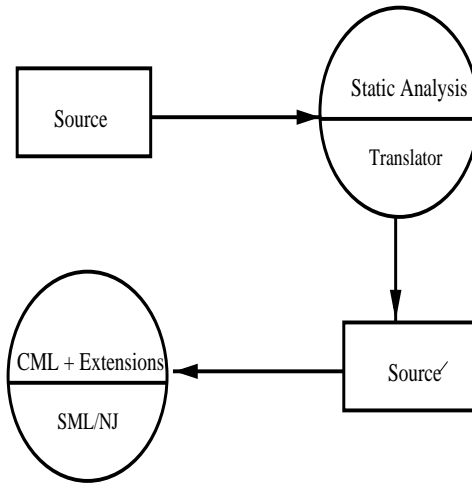 Source
Static Analysis
Translator
Source′
CML + Extensions
SML/NJ